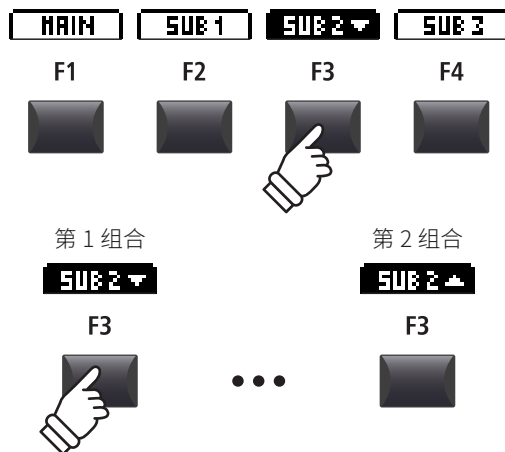 MAIN SUB 1 SUB 2 ▼ SUB 3
F1 F2 F3 F4
第 1 组合 第 2 组合
SUB 2 ▼ SUB 2 ▲
F3 F3
•••